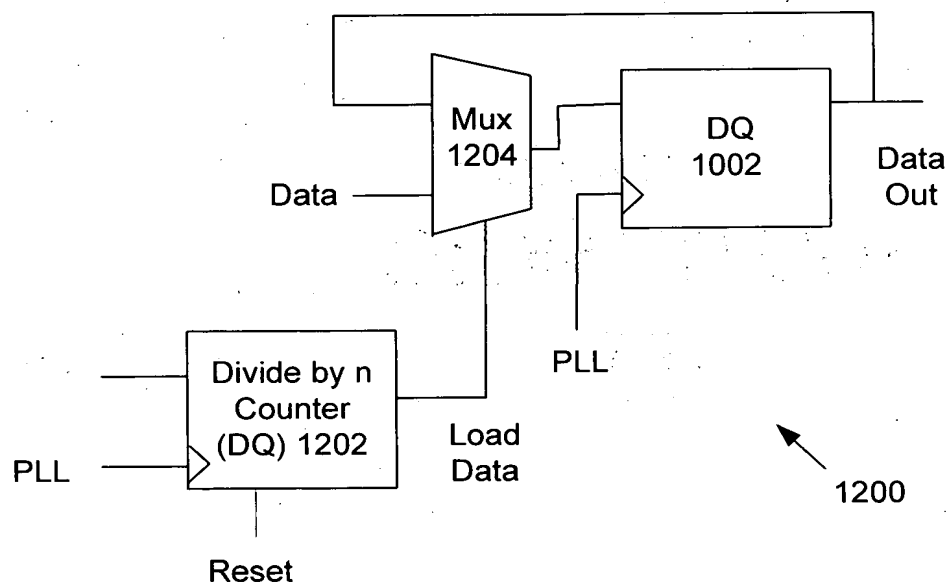 Mux
1204
DQ
1002
Data
Out
Data
PLL
Divide by n
Counter
(DQ) 1202
Load
Data
PLL
1200
Reset